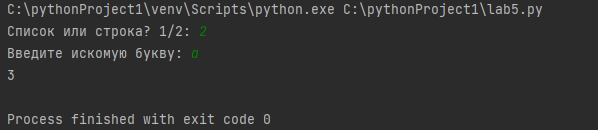 C:\pythonProject1\venv\Scripts\python.exe C:\pythonProject1\lab5.py
Список или строка? 1/2: 2
Введите искомую букву: а
3
Process finished with exit code 0